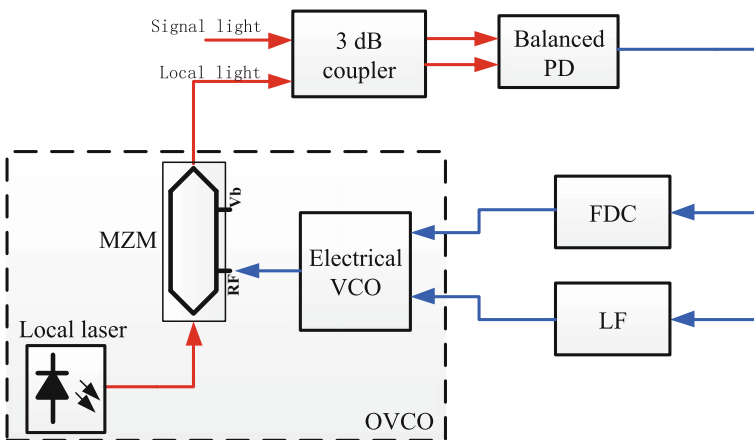 Signal light
Local light
3 dB
coupler
Balanced
PD
MZM
Vb
RF
Electrical
VCO
FDC
LF
Local laser
OVCO